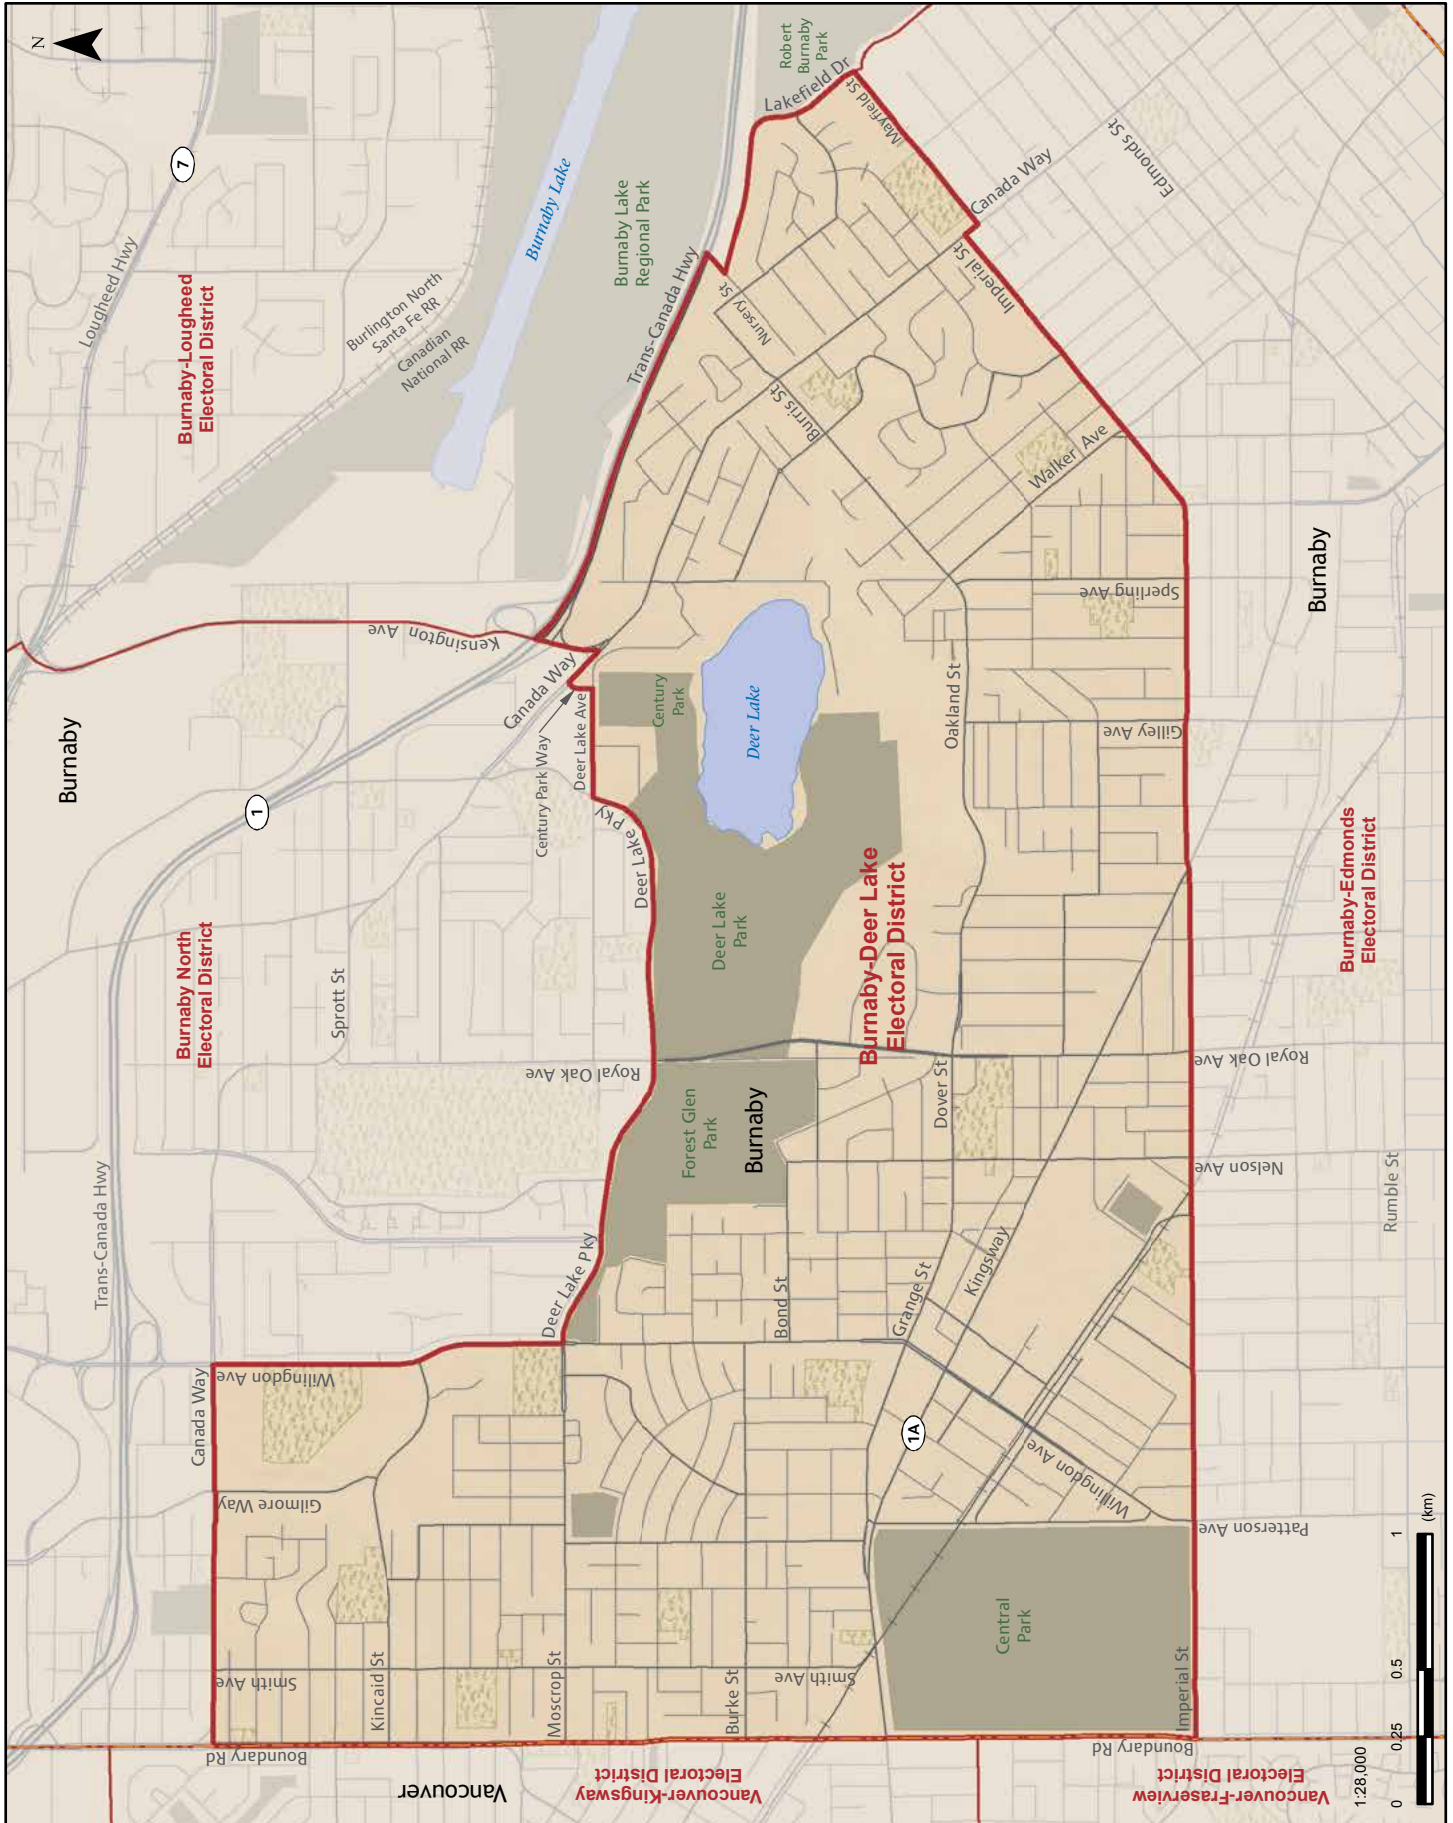 N
7
Lougheed Hwy
Burnaby-Lougheed
Electoral District
Burlington North
Santa Fe RR
Canadian
National RR
Burnaby Lake
Burnaby Lake
Regional Park
Robert
Burnaby
Park
Lakefield Dr
Mayfield St
Canada Way
Edmonds St
Imperial St
Imperial St
Trans-Canada Hwy
Nursery St
Burris St
Walker Ave
Sperling Ave
Burnaby
Kensington Ave
Canada Way
Century Park Way
Deer Lake Ave
Century
Park
Deer Lake
Oakland St
Gilley Ave
Burnaby
1
Deer Lake Pky
Deer Lake Pky
Deer Lake
Park
Burnaby-Deer Lake
Electoral District
Burnaby-Edmonds
Electoral District
Burnaby North
Electoral District
Sprott St
Royal Oak Ave
Royal Oak Ave
Forest Glen
Park
Burnaby
Dover St
Nelson Ave
Rumble St
Trans-Canada Hwy
Deer Lake Pky
Bond St
Grange St
Kingsway
Canada Way
Willingdon Ave
1A
Willingdon Ave
Gilmore Way
Patterson Ave
Central
Park
Smith Ave
Kincaid St
Moscrop St
Burke St
Smith Ave
Imperial St
Boundary Rd
Boundary Rd
Vancouver
Vancouver-Kingsway
Electoral District
Vancouver-Fraserview
Electoral District
1:28,000
0 0.25 0.5 1
(km)